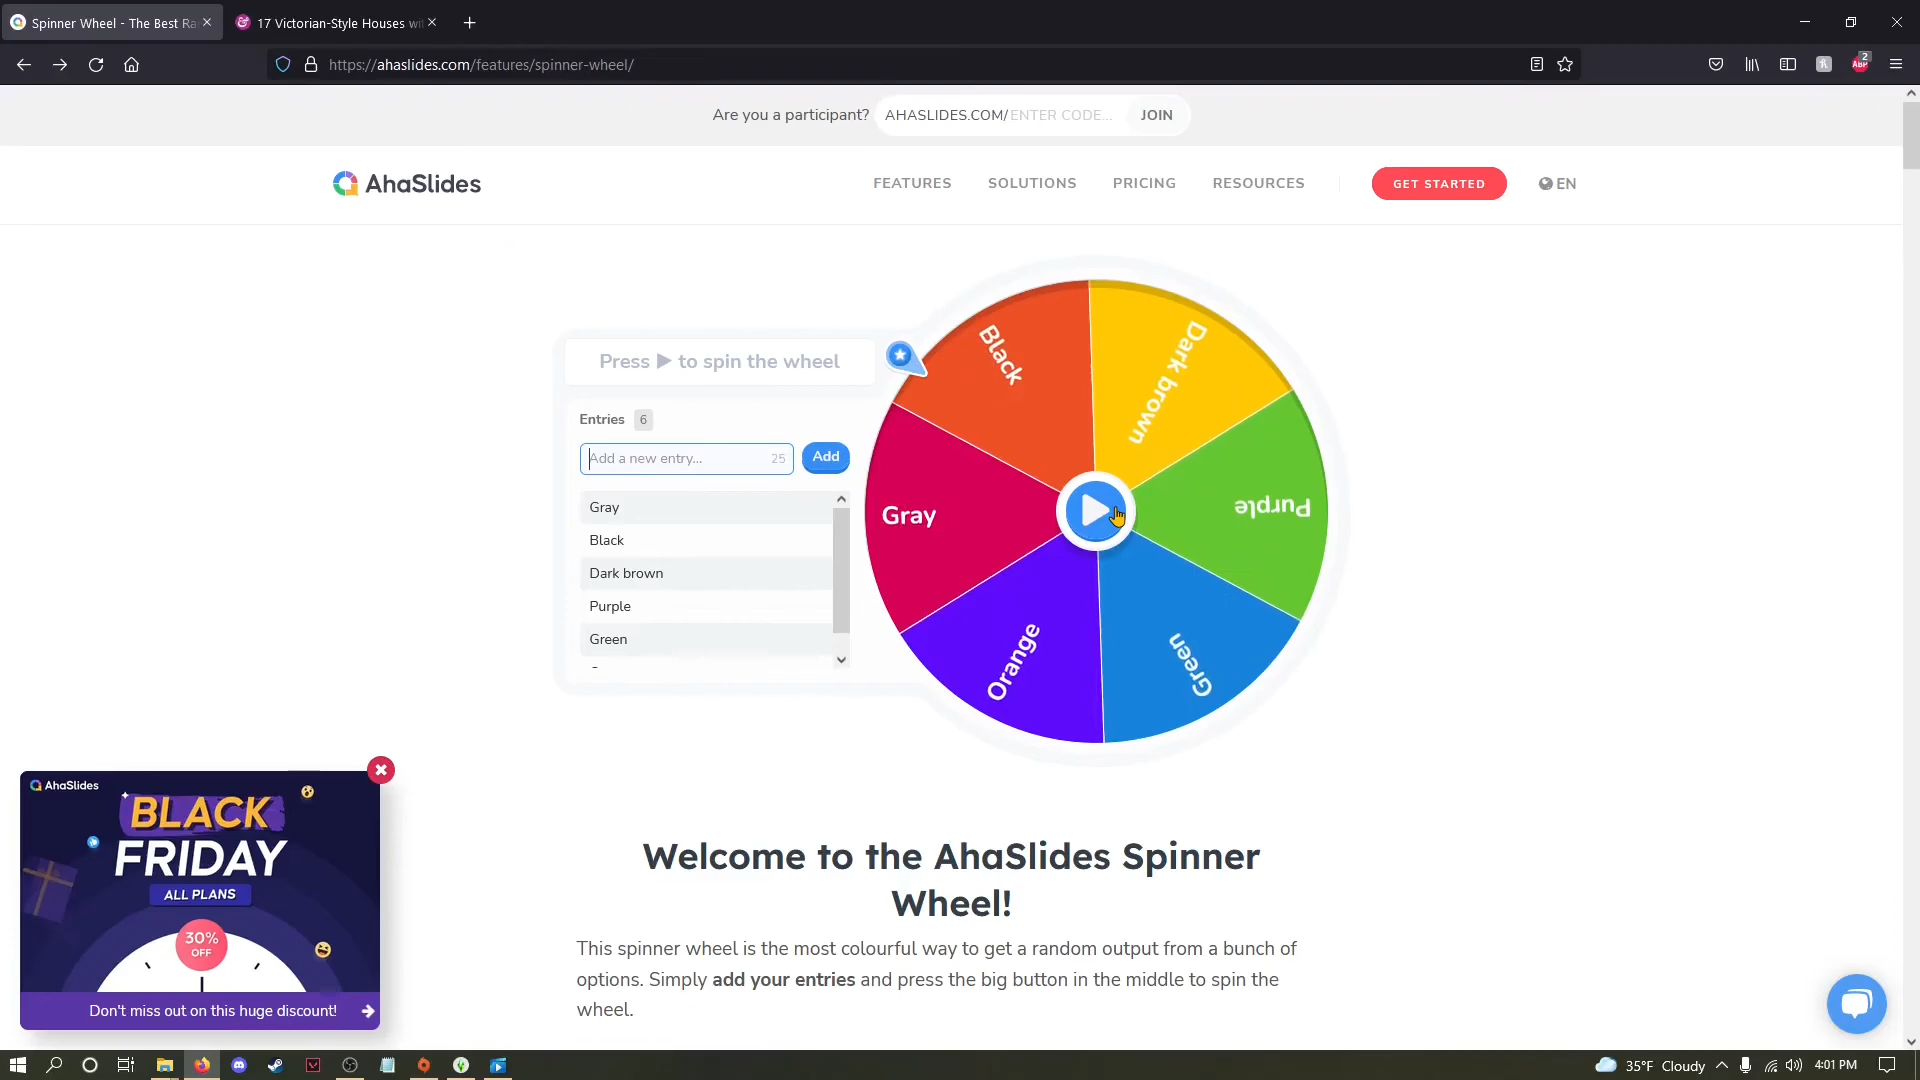 Spinner Wheel - The Best Ra
17 Victorian-Style Houses wi
https://ahaslides.com/features/spinner-wheel/
ABP
2
Are you a participant?
AHASLIDES.COM/ENTER CODE...
JOIN
AhaSlides
FEATURES
SOLUTIONS
PRICING
RESOURCES
GET STARTED
EN
Press ▶ to spin the wheel
Entries 6
Add a new entry...
25
Add
Gray
Black
Dark brown
Purple
Green
Black
Dark brown
Purple
Green
Orange
Gray
AhaSlides
BLACK
FRIDAY
ALL PLANS
30%
OFF
Don't miss out on this huge discount!
Welcome to the AhaSlides Spinner
Wheel!
This spinner wheel is the most colourful way to get a random output from a bunch of
options. Simply add your entries and press the big button in the middle to spin the
wheel.
35°F Cloudy
4:01 PM